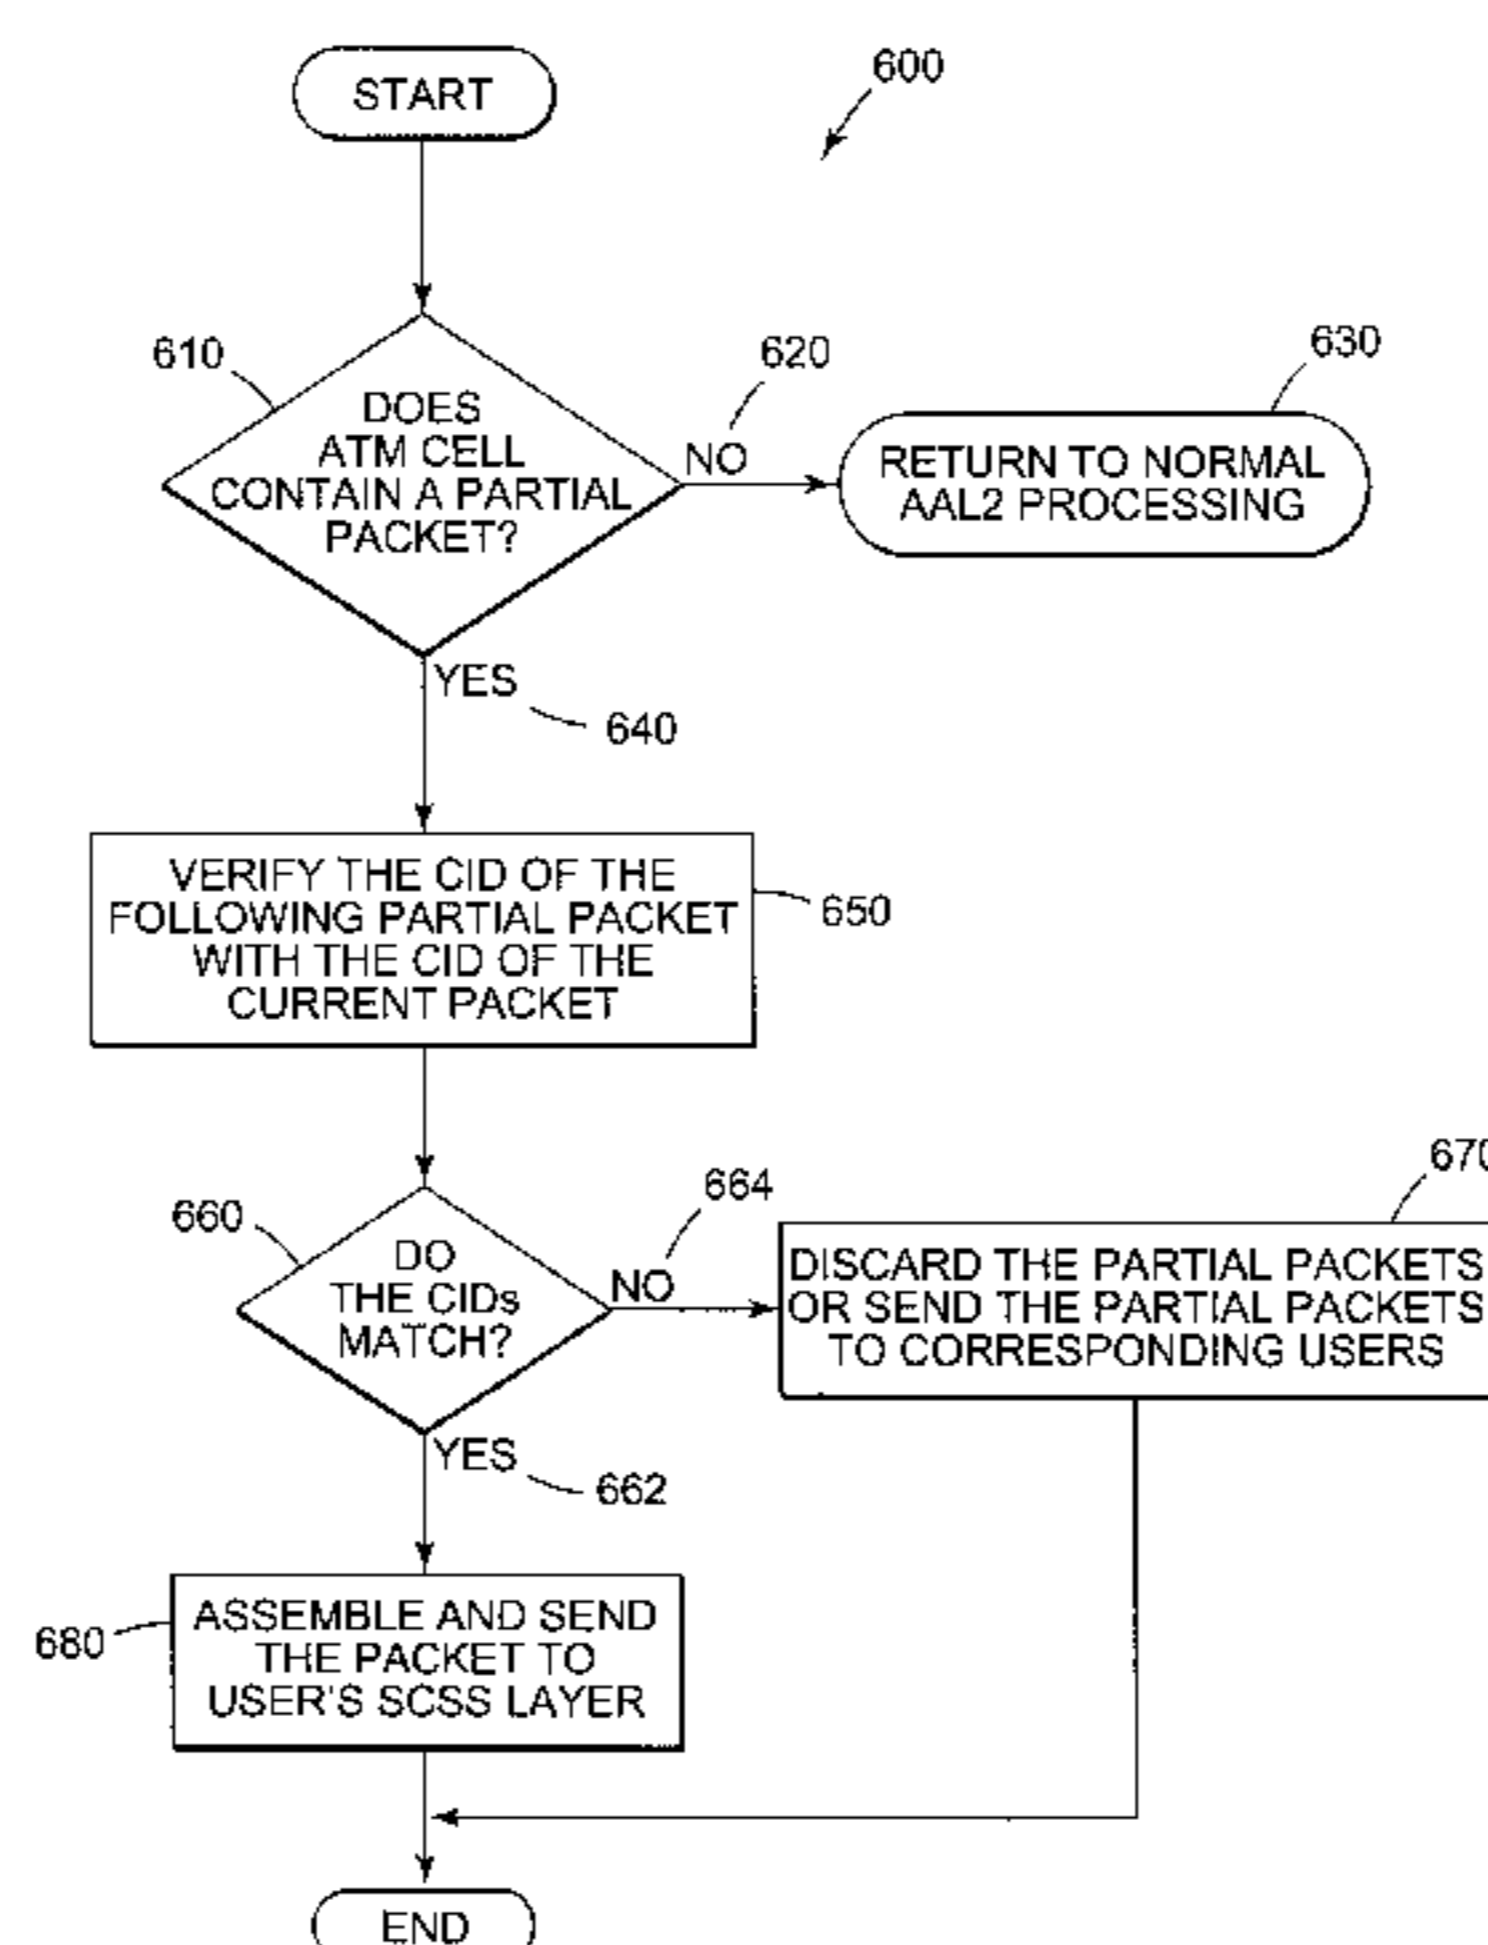 START
600
610
DOES
ATM CELL
CONTAIN A PARTIAL
PACKET?
620
NO
630
RETURN TO NORMAL
AAL2 PROCESSING
YES
640
VERIFY THE CID OF THE
FOLLOWING PARTIAL PACKET
WITH THE CID OF THE
CURRENT PACKET
650
660
DO
THE CIDs
MATCH?
664
NO
670
DISCARD THE PARTIAL PACKETS
OR SEND THE PARTIAL PACKETS
TO CORRESPONDING USERS
YES
662
680
ASSEMBLE AND SEND
THE PACKET TO
USER'S SCSS LAYER
END